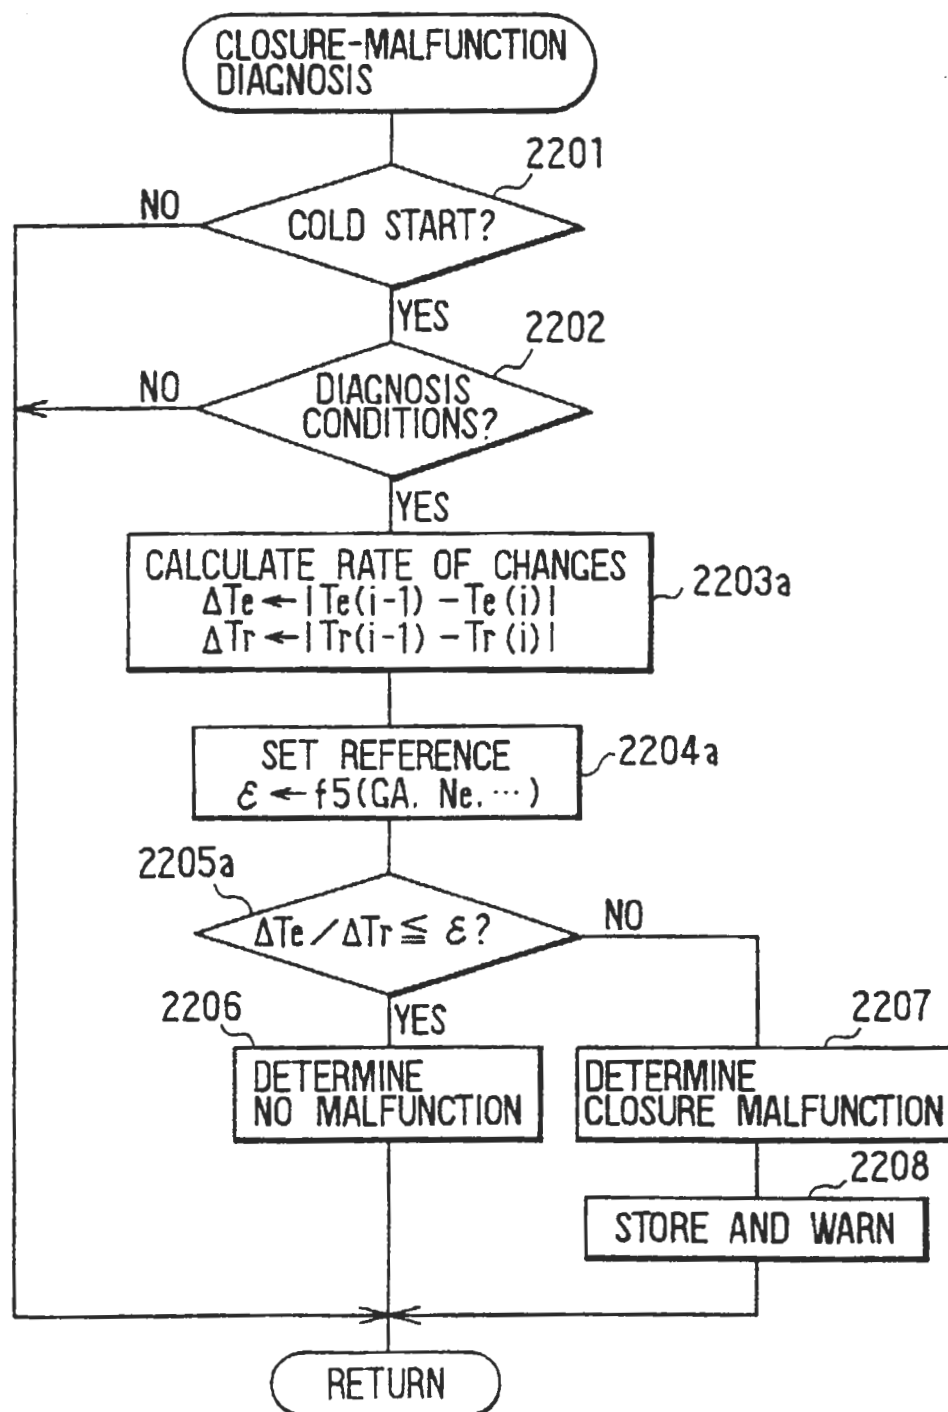 CLOSURE-MALFUNCTION
DIAGNOSIS
2201
NO
COLD START?
YES
2202
NO
DIAGNOSIS
CONDITIONS?
YES
CALCULATE RATE OF CHANGES
ΔTe ← |Te(i-1) - Te(i)|
ΔTr ← |Tr(i-1) - Tr(i)|
2203a
SET REFERENCE
ε ← f5(GA. Ne. ···)
2204a
2205a
ΔTe / ΔTr ≦ ε?
NO
YES
2206
DETERMINE
NO MALFUNCTION
2207
DETERMINE
CLOSURE MALFUNCTION
2208
STORE AND WARN
RETURN